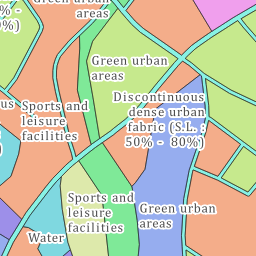 Green urban
areas
% -
%)
Green urban
areas
Discontinuous
dense urban
fabric (S.L. :
50% - 80%)
us
Sports and
leisure
facilities
Sports and
leisure
facilities
Green urban
areas
Water